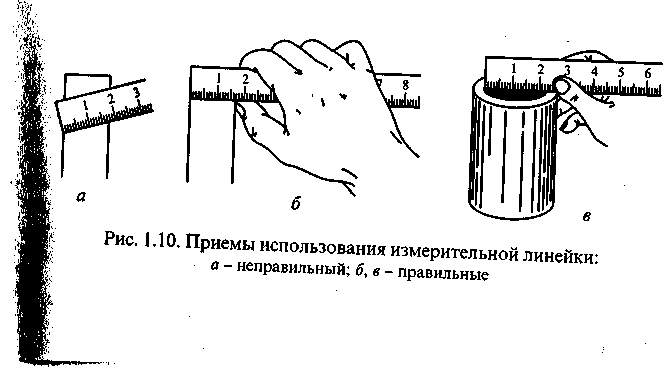 1 2 3
1 2 7 8
1 2 3 4 5 6
а
б
в
Рис. 1.10. Приемы использования измерительной линейки:
а – неправильный; б, в – правильные